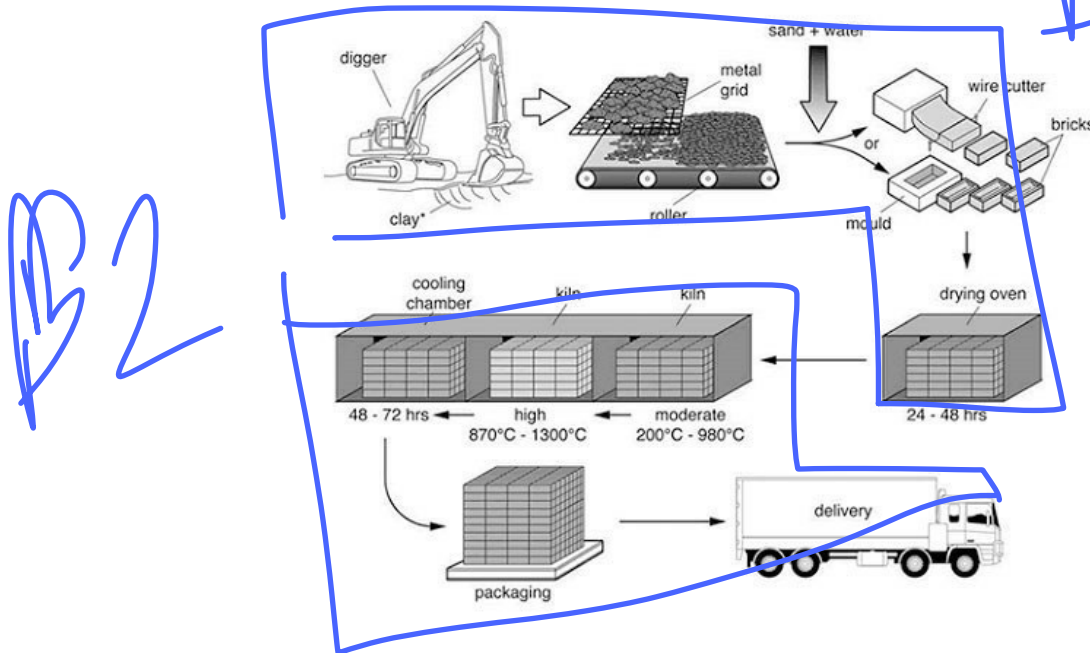 sand + water
digger
metal
grid
wire cutter
bricks
or
clay*
roller
mould
cooling
chamber
kiln
kiln
drying oven
48 - 72 hrs
high
moderate
24 - 48 hrs
870°C - 1300°C
200°C - 980°C
delivery
packaging
2